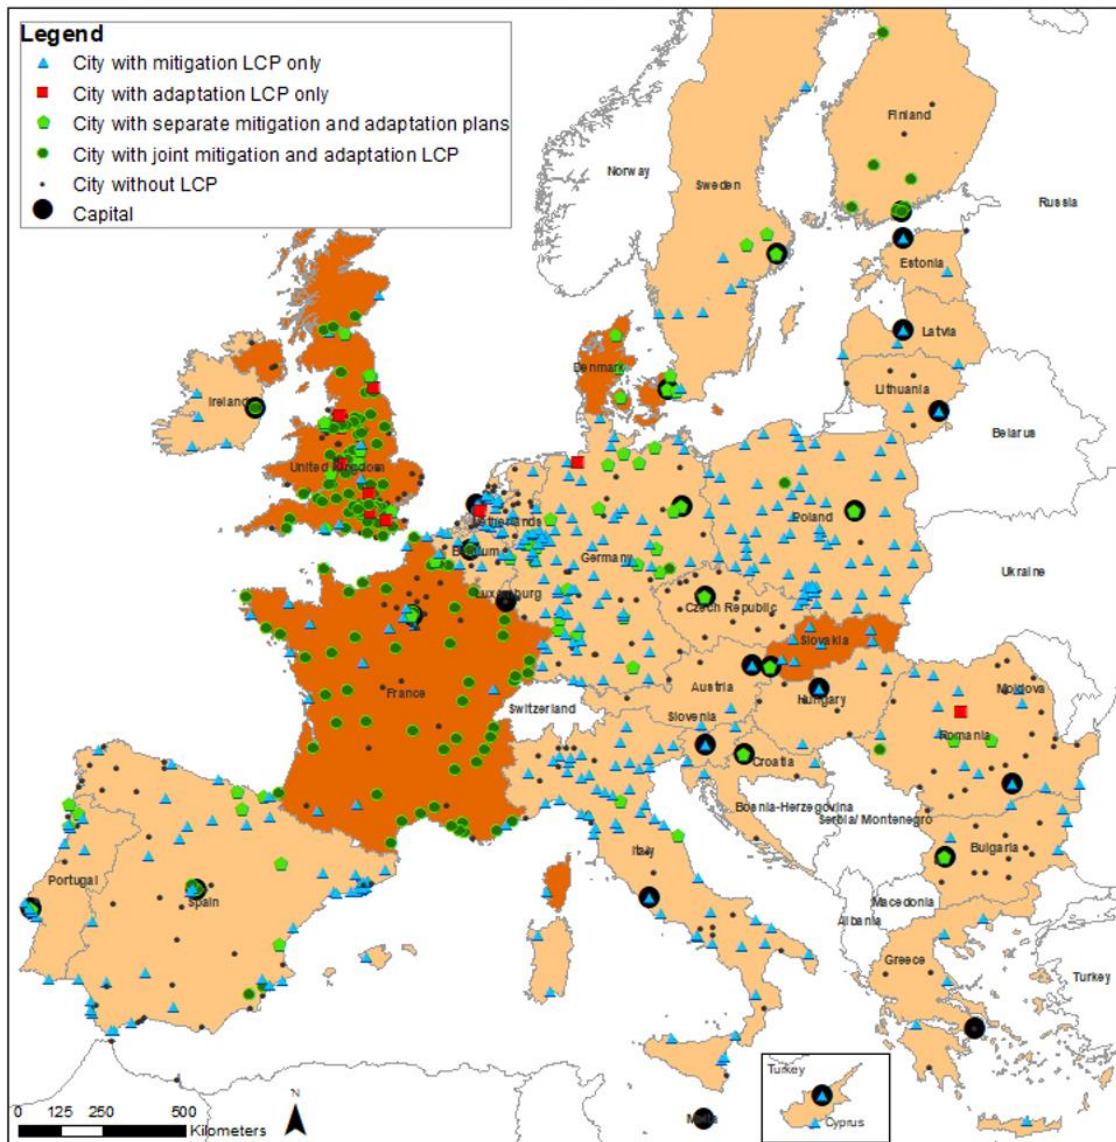 Legend
City with mitigation LCP only
City with adaptation LCP only
City with separate mitigation and adaptation plans
City with joint mitigation and adaptation LCP
City without LCP
Capital
Finland
Norway
Sweden
Russia
Estonia
Latvia
Denmark
Lithuania
Ireland
Belarus
United Kingdom
Netherlands
Poland
Belgium
Germany
Ukraine
Luxemburg
Czech Republic
Slovakia
Austria
France
Moldova
Hungary
Switzerland
Slovenia
Romania
Croatia
Bosnia-Herzegovina
Serbia/ Montenegro
Italy
Bulgaria
Portugal
Spain
Macedonia
Albania
Greece
Turkey
Turkey
Malta
Cyprus
N
0 125 250 500
Kilometers